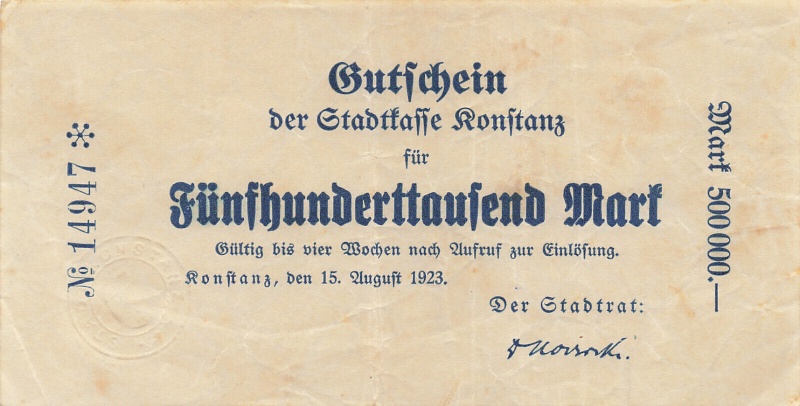 Gutschein
der Stadtkasse Konstanz
für
Fünfhunderttausend Mark
Gültig bis vier Wochen nach Aufruf zur Einlösung.
Konstanz, den 15. August 1923.
Der Stadtrat:
№ 14947 *
Mark 500000.—